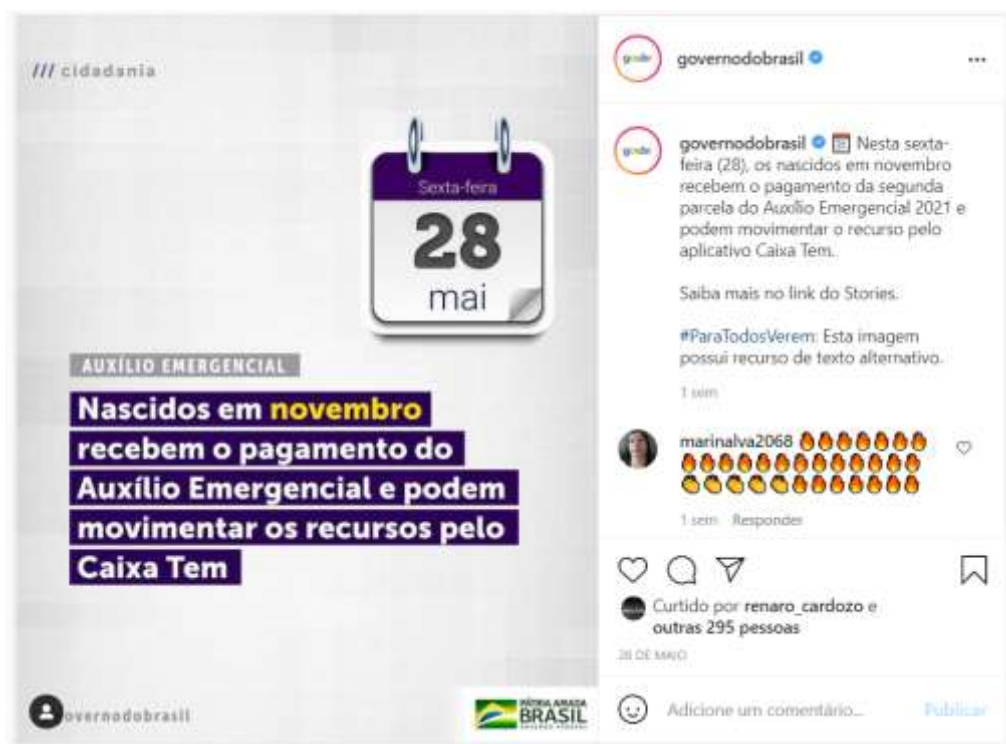 /// cidadania
Sexta-feira
28
mai
AUXÍLIO EMERGENCIAL
Nascidos em novembro
recebem o pagamento do
Auxílio Emergencial e podem
movimentar os recursos pelo
Caixa Tem
overnodobrasil
PÁTRIA AMADA
BRASIL
GOVERNO FEDERAL
governodobrasil
governodobrasil Nesta sexta-
feira (28), os nascidos em novembro
recebem o pagamento da segunda
parcela do Auxílio Emergencial 2021 e
podem movimentar o recurso pelo
aplicativo Caixa Tem.
Saiba mais no link do Stories.
#ParaTodosVerem: Esta imagem
possui recurso de texto alternativo.
1 sem
marinalva2068 🔥🔥🔥🔥🔥🔥🔥
🔥🔥🔥🔥🔥🔥🔥🔥🔥🔥🔥🔥🔥
👏👏👏👏👏🔥🔥🔥🔥🔥🔥🔥🔥
1 sem Responder
Curtido por renaro_cardozo e
outras 295 pessoas
28 DE MAIO
Adicione um comentário... Publicar